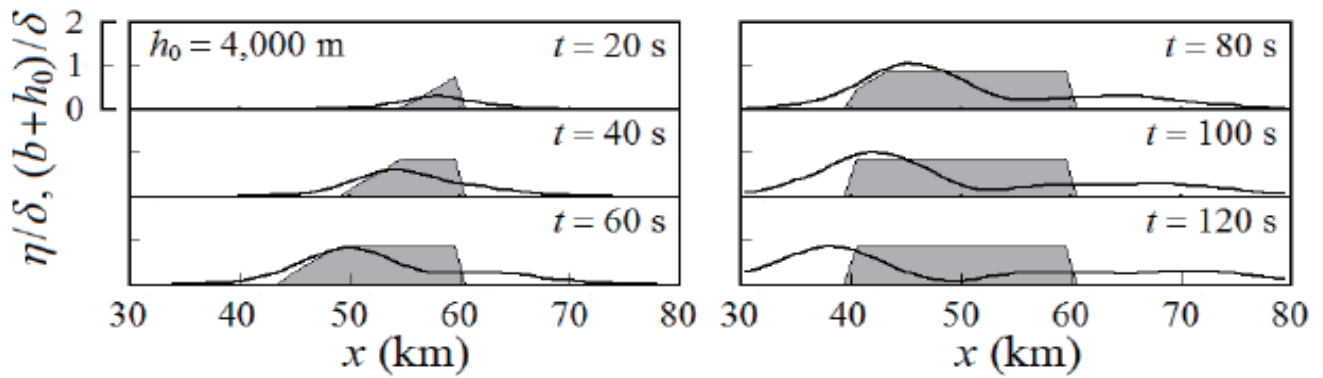 η/δ, (b + h₀)/δ
2
1
0
h₀ = 4,000 m
t = 20 s
t = 40 s
t = 60 s
30 40 50 60 70 80
x (km)
t = 80 s
t = 100 s
t = 120 s
30 40 50 60 70 80
x (km)